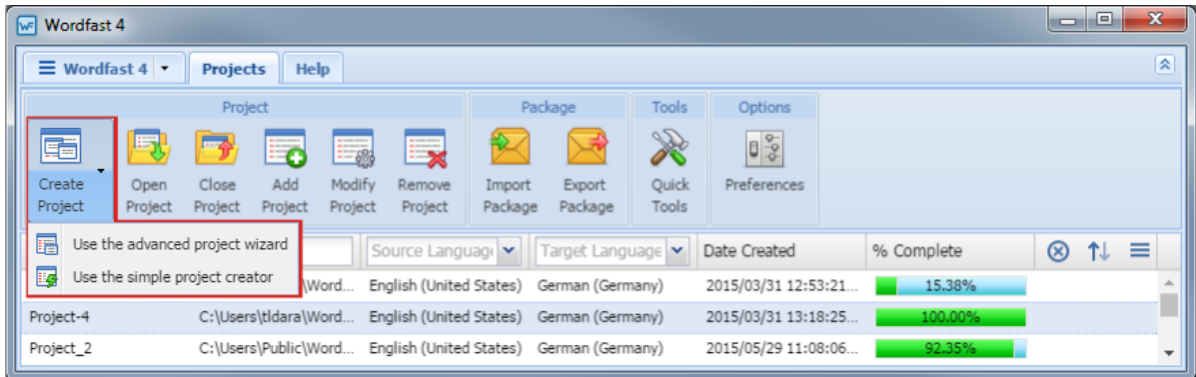 Wordfast 4
Wordfast 4 Projects Help
Project Package Tools Options
Create Project
Open Project
Close Project
Add Project
Modify Project
Remove Project
Import Package
Export Package
Quick Tools
Preferences
Use the advanced project wizard
Use the simple project creator
Source Languag Target Language Date Created % Complete
\Word... English (United States) German (Germany) 2015/03/31 12:53:21... 15.38%
Project-4 C:\Users\tldara\Word... English (United States) German (Germany) 2015/03/31 13:18:25... 100.00%
Project_2 C:\Users\Public\Word... English (United States) German (Germany) 2015/05/29 11:08:06... 92.35%